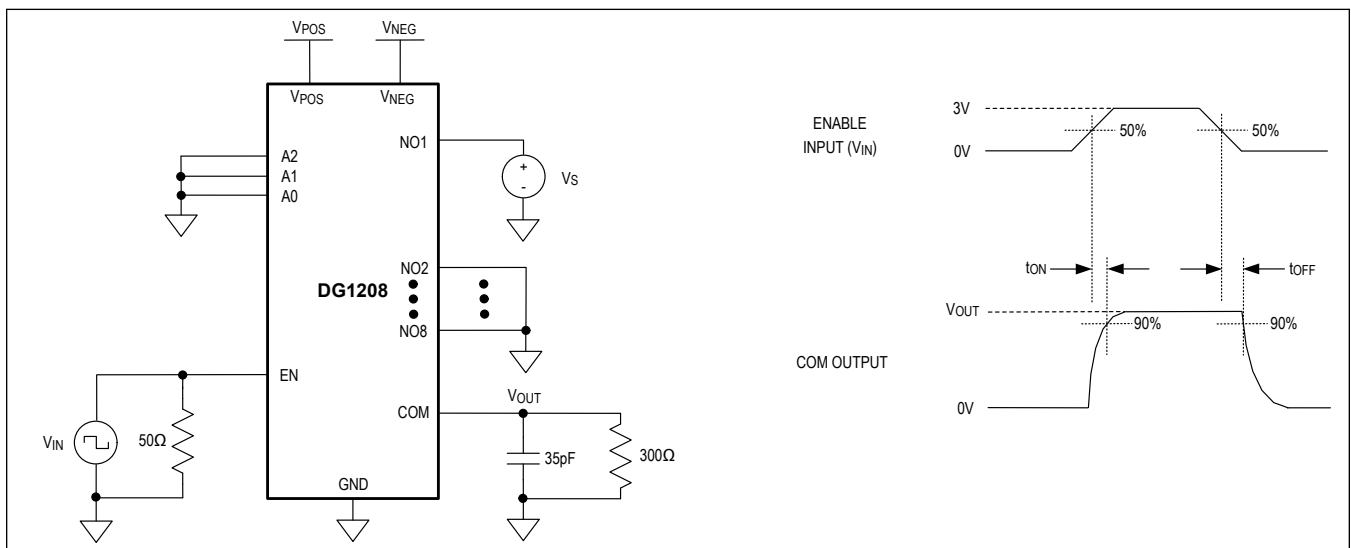 VPOS
VNEG
VPOS
VNEG
NO1
A2
A1
A0
+
-
VS
NO2
DG1208
NO8
EN
COM
VOUT
VIN
50Ω
35pF
300Ω
GND
ENABLE
INPUT (VIN)
3V
50%
50%
0V
tON
tOFF
VOUT
90%
90%
COM OUTPUT
0V